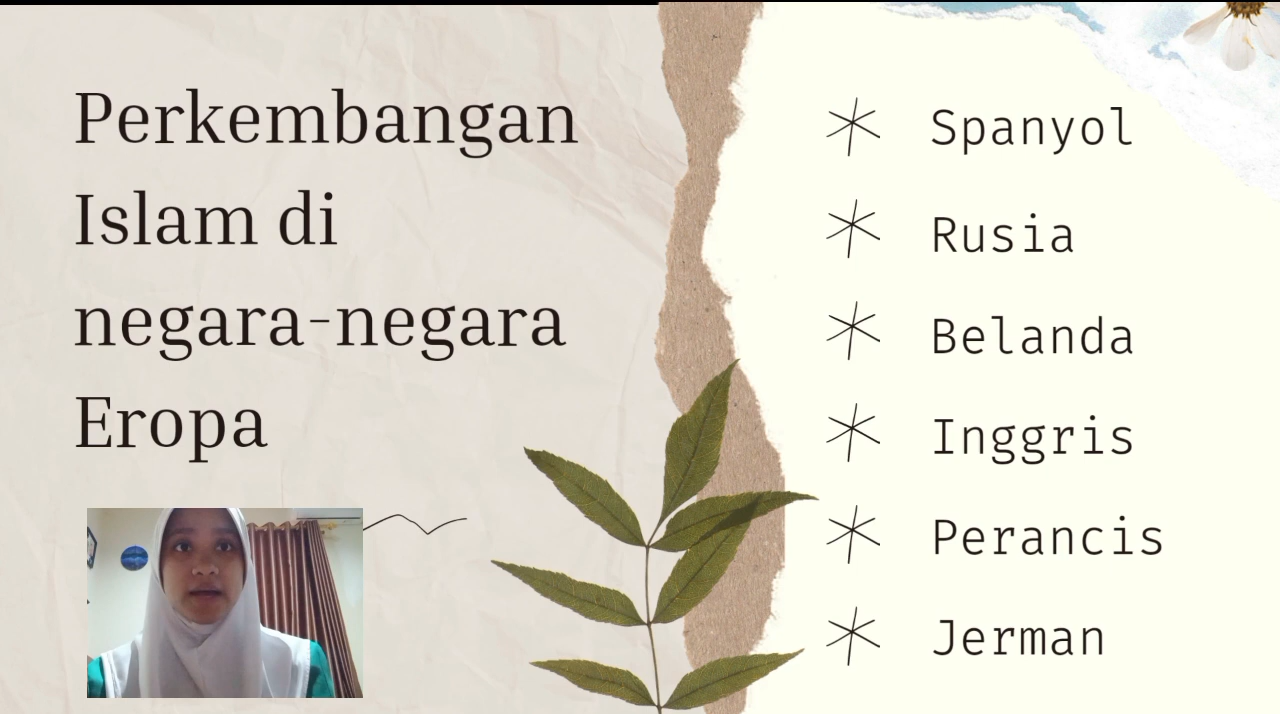 Perkembangan
Islam di
negara-negara
Eropa
Spanyol
Rusia
Belanda
Inggris
Perancis
Jerman